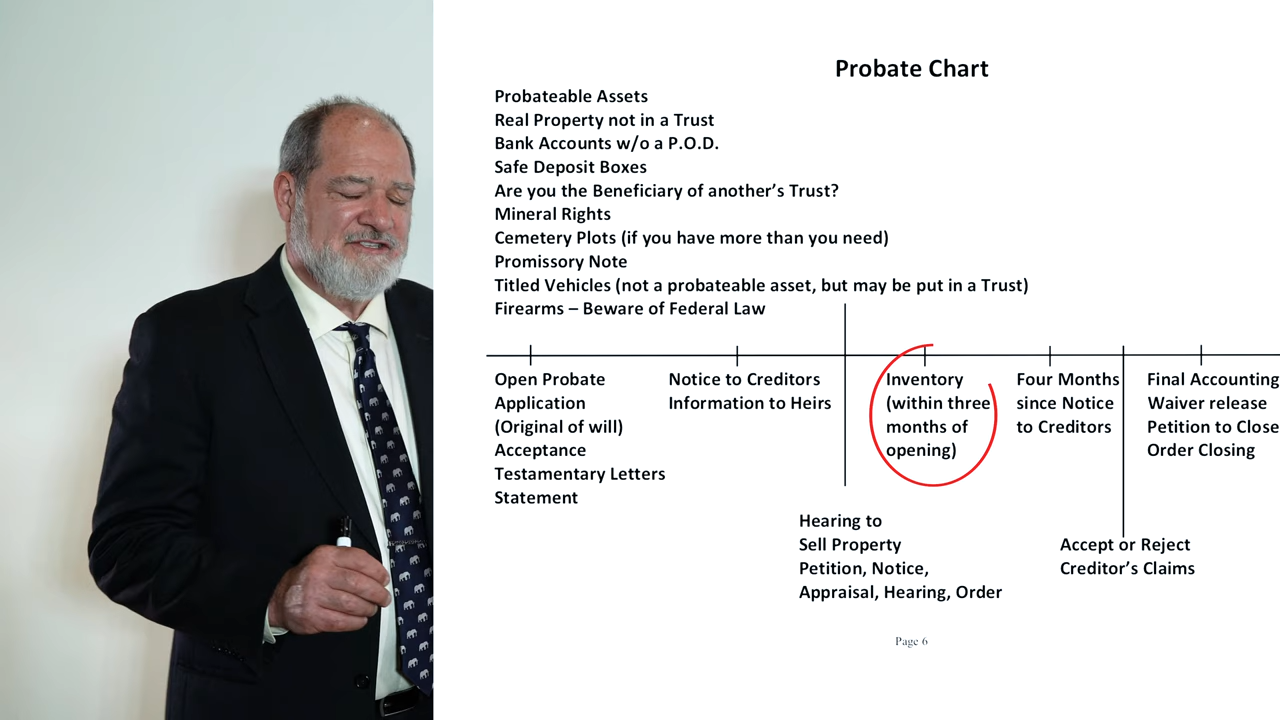 Probate Chart
Probateable Assets
Real Property not in a Trust
Bank Accounts w/o a P.O.D.
Safe Deposit Boxes
Are you the Beneficiary of another’s Trust?
Mineral Rights
Cemetery Plots (if you have more than you need)
Promissory Note
Titled Vehicles (not a probateable asset, but may be put in a Trust)
Firearms – Beware of Federal Law
Open Probate
Application
(Original of will)
Acceptance
Testamentary Letters
Statement
Notice to Creditors
Information to Heirs
Inventory
(within three
months of
opening)
Four Months
since Notice
to Creditors
Final Accounting
Waiver release
Petition to Close
Order Closing
Hearing to
Sell Property
Petition, Notice,
Appraisal, Hearing, Order
Accept or Reject
Creditor’s Claims
Page 6